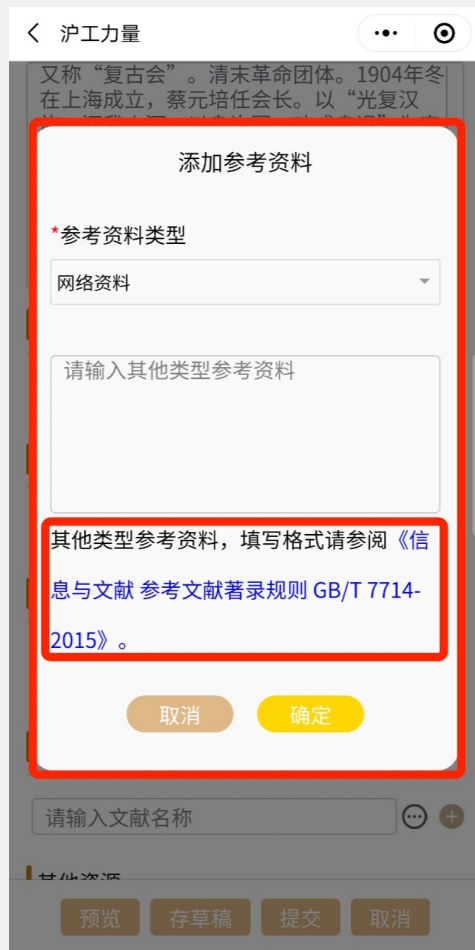 沪工力量
又称“复古会”。清末革命团体。1904年冬
在上海成立，蔡元培任会长。以“光复汉
添加参考资料
*参考资料类型
网络资料
请输入其他类型参考资料
其他类型参考资料，填写格式请参阅《信
息与文献 参考文献著录规则 GB/T 7714-
2015》。
取消
确定
请输入文献名称
其他资源
预览
存草稿
提交
取消